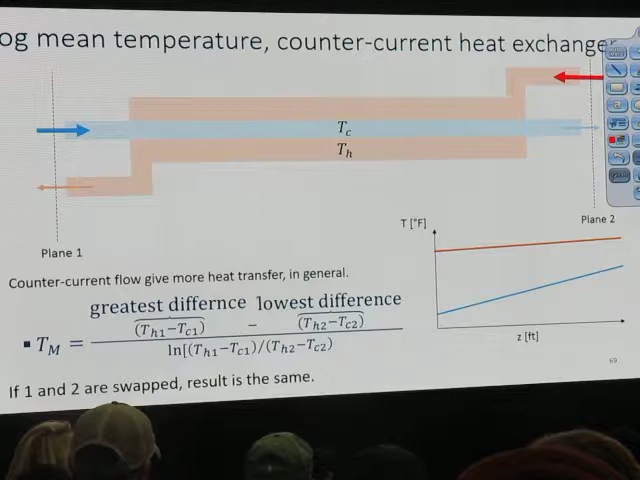 og mean temperature, counter-current heat exchange
T_c
T_h
Plane 1
Plane 2
T [°F]
Counter-current flow give more heat transfer, in general.
greatest differnce lowest difference
▪ T_M = (T_h1−T_c1) − (T_h2−T_c2)
ln[(T_h1−T_c1)/(T_h2−T_c2)
z [ft]
If 1 and 2 are swapped, result is the same.
69